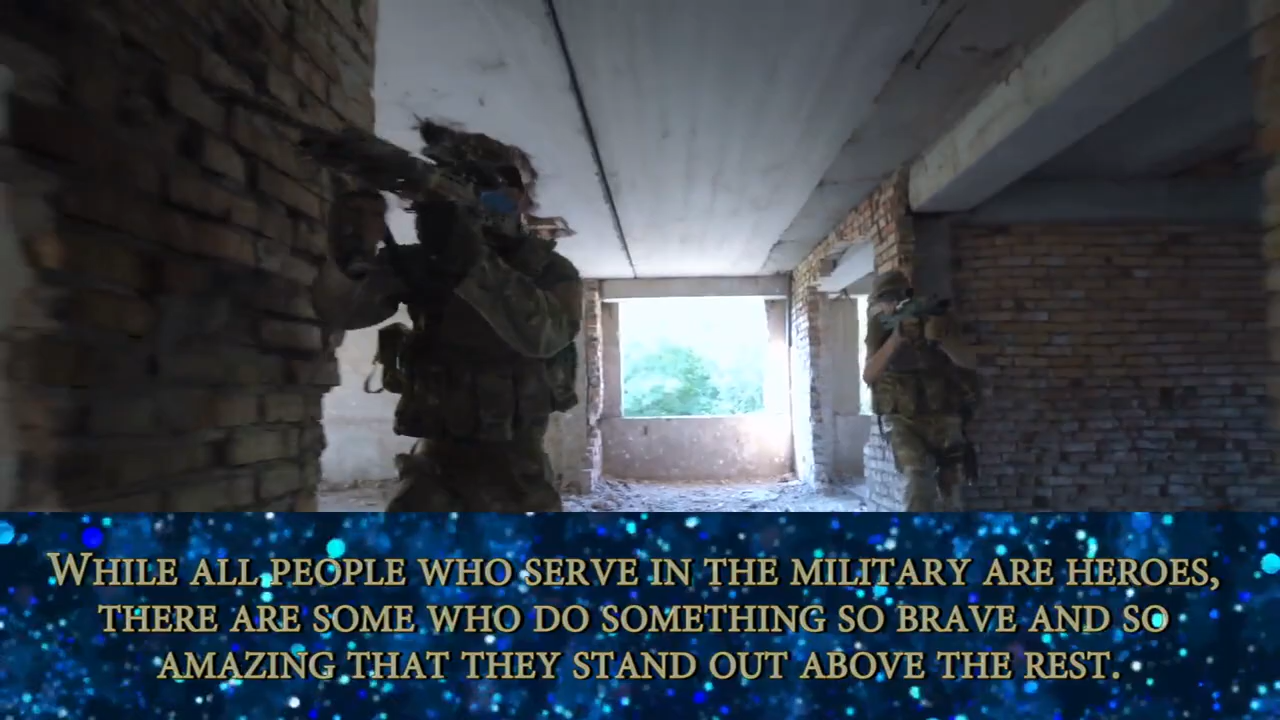 WHILE ALL PEOPLE WHO SERVE IN THE MILITARY ARE HEROES,
THERE ARE SOME WHO DO SOMETHING SO BRAVE AND SO
AMAZING THAT THEY STAND OUT ABOVE THE REST.